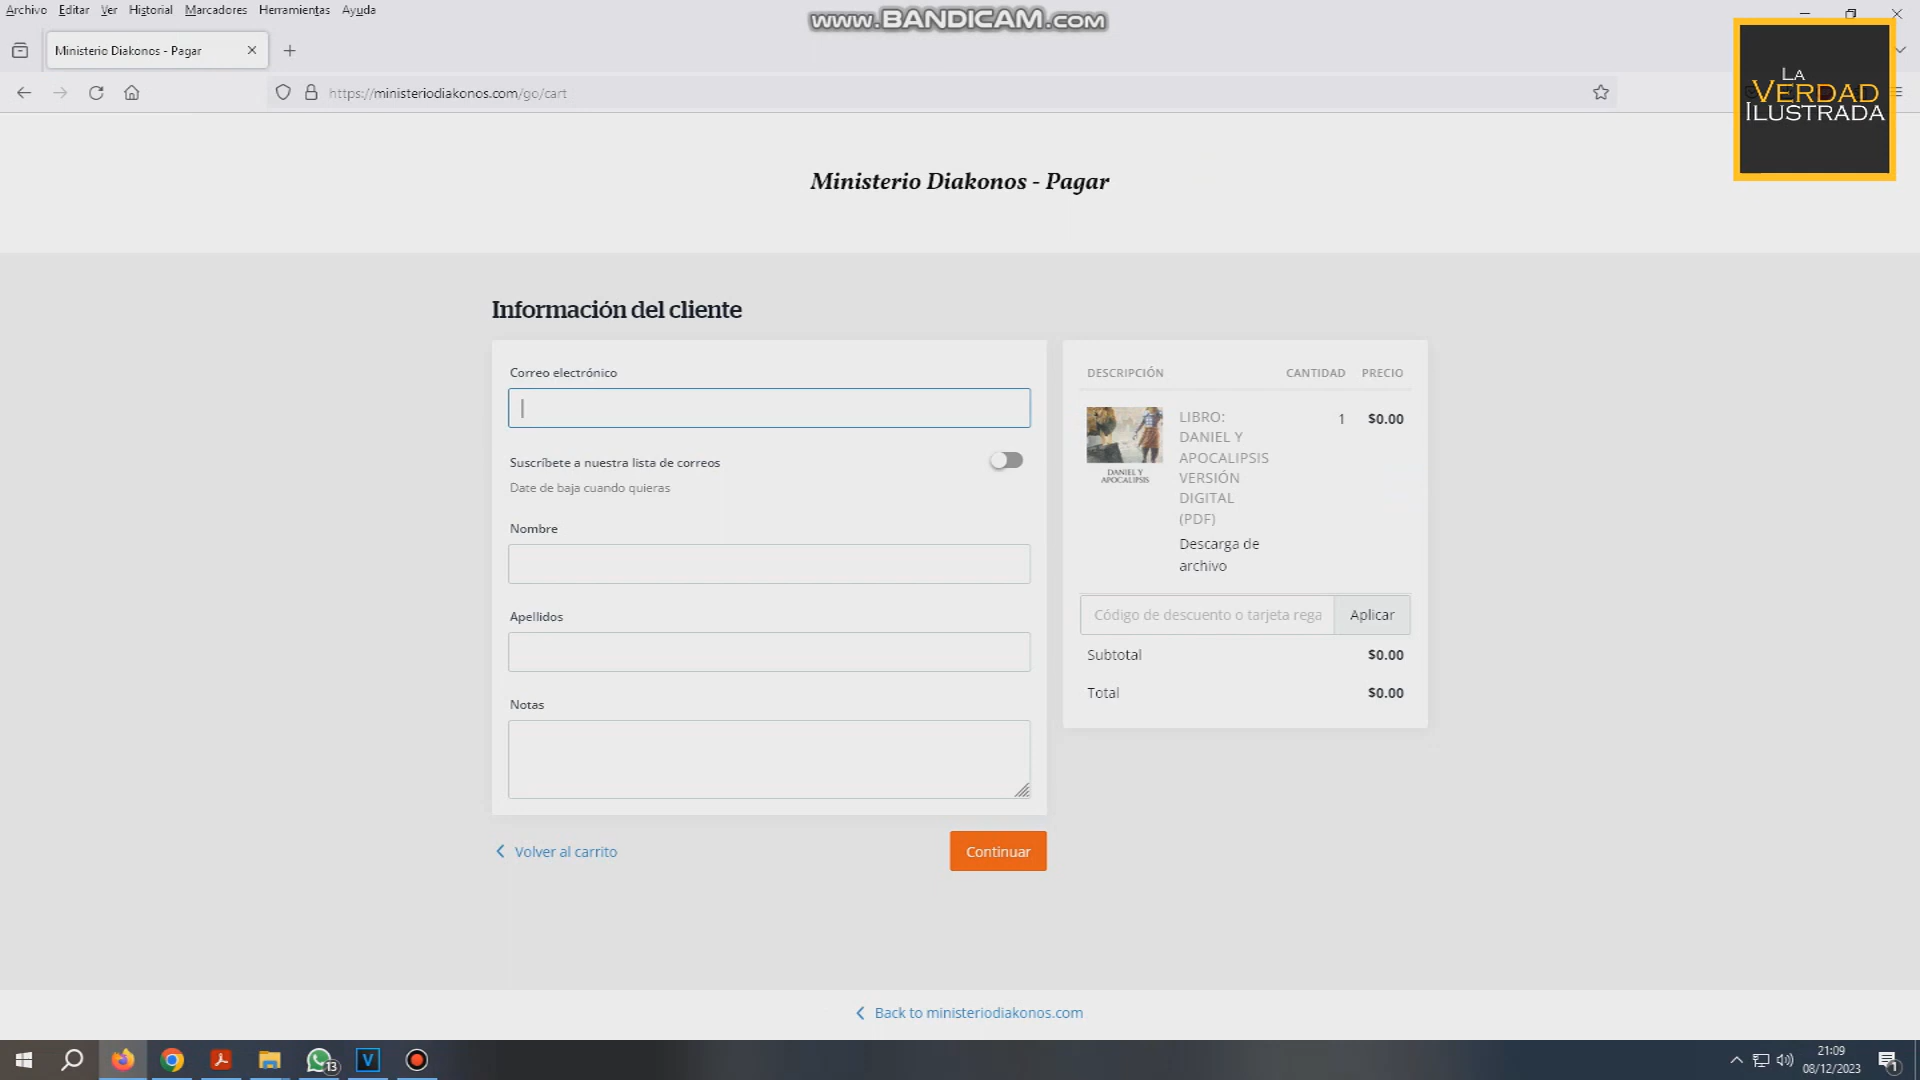 Archivo Editar Ver Historial Marcadores Herramientas Ayuda
www.BANDICAM.com
Ministerio Diakonos - Pagar
https://ministeriodiakonos.com/go/cart
LA
VERDAD
ILUSTRADA
Ministerio Diakonos - Pagar
Información del cliente
Correo electrónico
Suscríbete a nuestra lista de correos
Date de baja cuando quieras
Nombre
Apellidos
Notas
Volver al carrito
Continuar
DESCRIPCIÓN CANTIDAD PRECIO
DANIEL Y
APOCALIPSIS
LIBRO: 1 $0.00
DANIEL Y
APOCALIPSIS
VERSIÓN
DIGITAL
(PDF)
Descarga de
archivo
Código de descuento o tarjeta rega Aplicar
Subtotal $0.00
Total $0.00
Back to ministeriodiakonos.com
13
V
21:09
08/12/2023
1